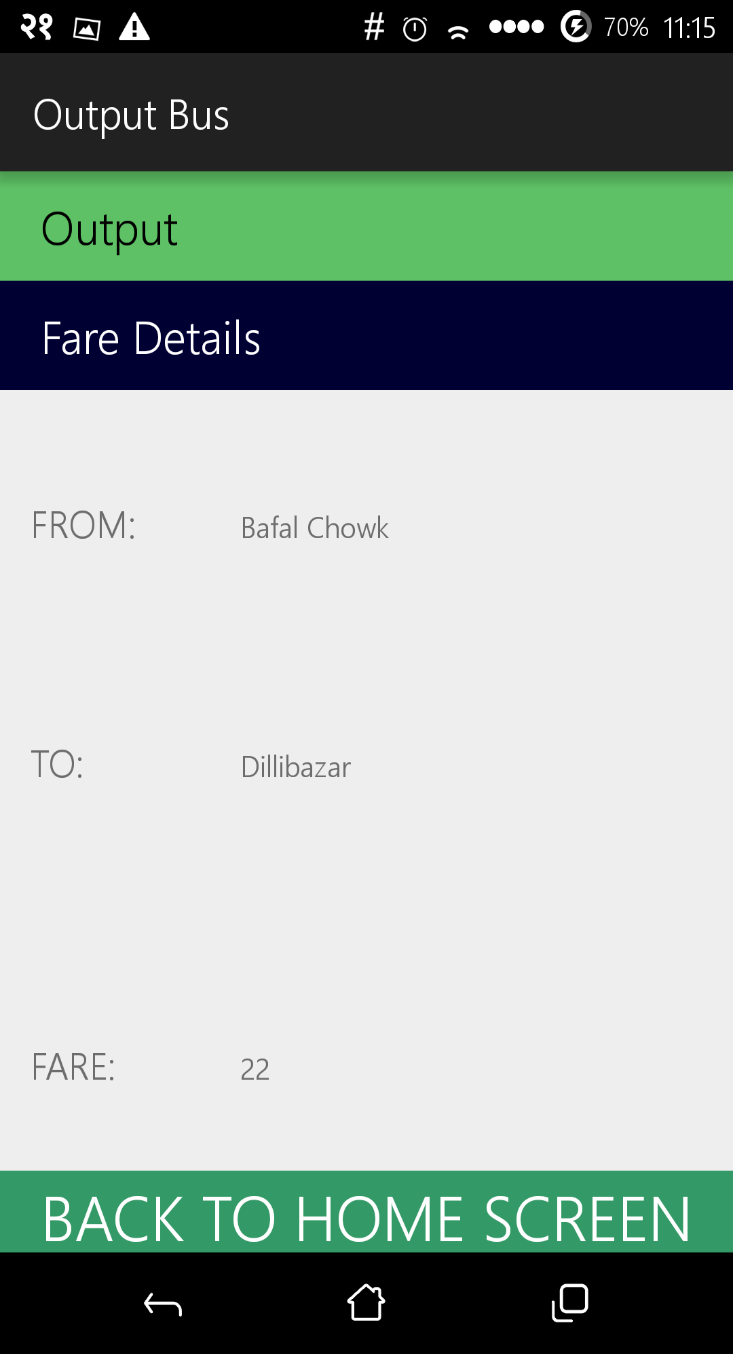 २१ # 70% 11:15
Output Bus
Output
Fare Details
FROM: Bafal Chowk
TO: Dillibazar
FARE: 22
BACK TO HOME SCREEN